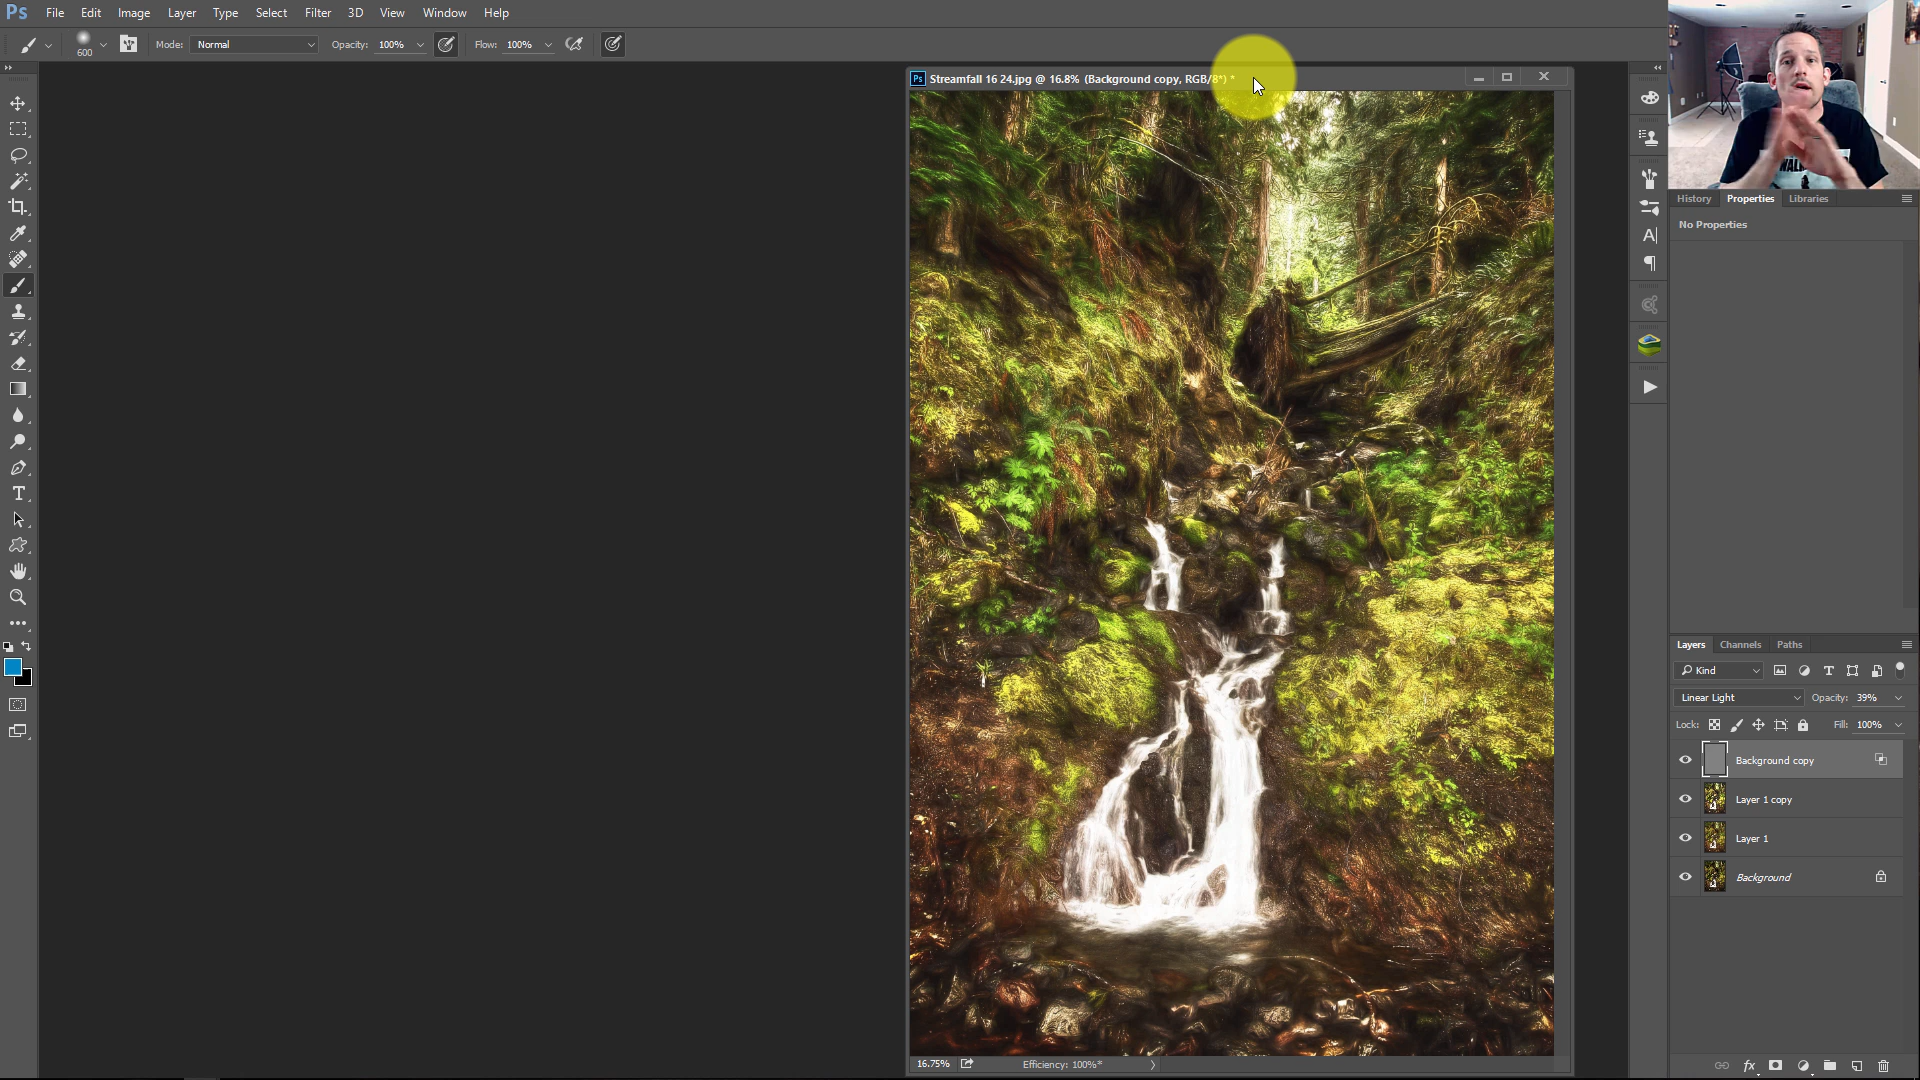 Ps File Edit Image Layer Type Select Filter 3D View Window Help
600 Mode: Normal Opacity: 100% Flow: 100%
Ps Streamfall 16 24.jpg @ 16.8% (Background copy, RGB/8*) *
WALK
History Properties Libraries
No Properties
A|
T
Layers Channels Paths
Kind T
Linear Light Opacity: 39%
Lock: Fill: 100%
Background copy
Layer 1 copy
Layer 1
Background
fx
16.75% Efficiency: 100%*